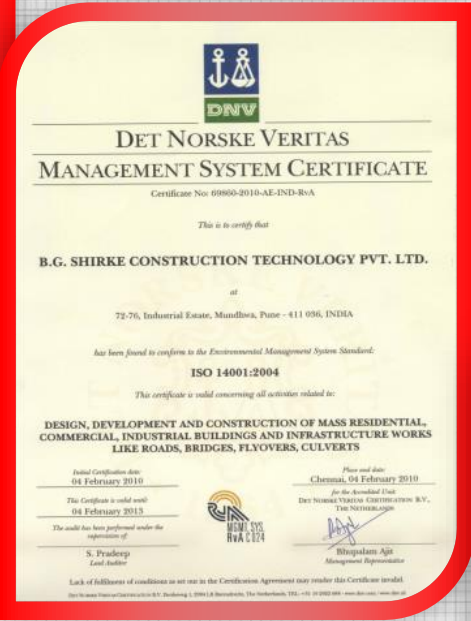 DNV
DET NORSKE VERITAS
MANAGEMENT SYSTEM CERTIFICATE
Certificate No: 69860-2010-AE-IND-RvA
This is to certify that
B.G. SHIRKE CONSTRUCTION TECHNOLOGY PVT. LTD.
at
72-76, Industrial Estate, Mundhwa, Pune - 411 036, INDIA
has been found to conform to the Environmental Management System Standard:
ISO 14001:2004
This certificate is valid concerning all activities related to:
DESIGN, DEVELOPMENT AND CONSTRUCTION OF MASS RESIDENTIAL,
COMMERCIAL, INDUSTRIAL BUILDINGS AND INFRASTRUCTURE WORKS
LIKE ROADS, BRIDGES, FLYOVERS, CULVERTS
Initial Certification date:
04 February 2010
This Certificate is valid until:
04 February 2013
The audit has been performed under the
supervision of
S. Pradeep
Lead Auditor
RvA
MGMT. SYS.
RvA C 024
Place and date:
Chennai, 04 February 2010
for the Accredited Unit:
DET NORSKE VERITAS CERTIFICATION B.V.,
THE NETHERLANDS
Bhupalam Ajit
Management Representative
Lack of fulfilment of conditions as set out in the Certification Agreement may render this Certificate invalid.